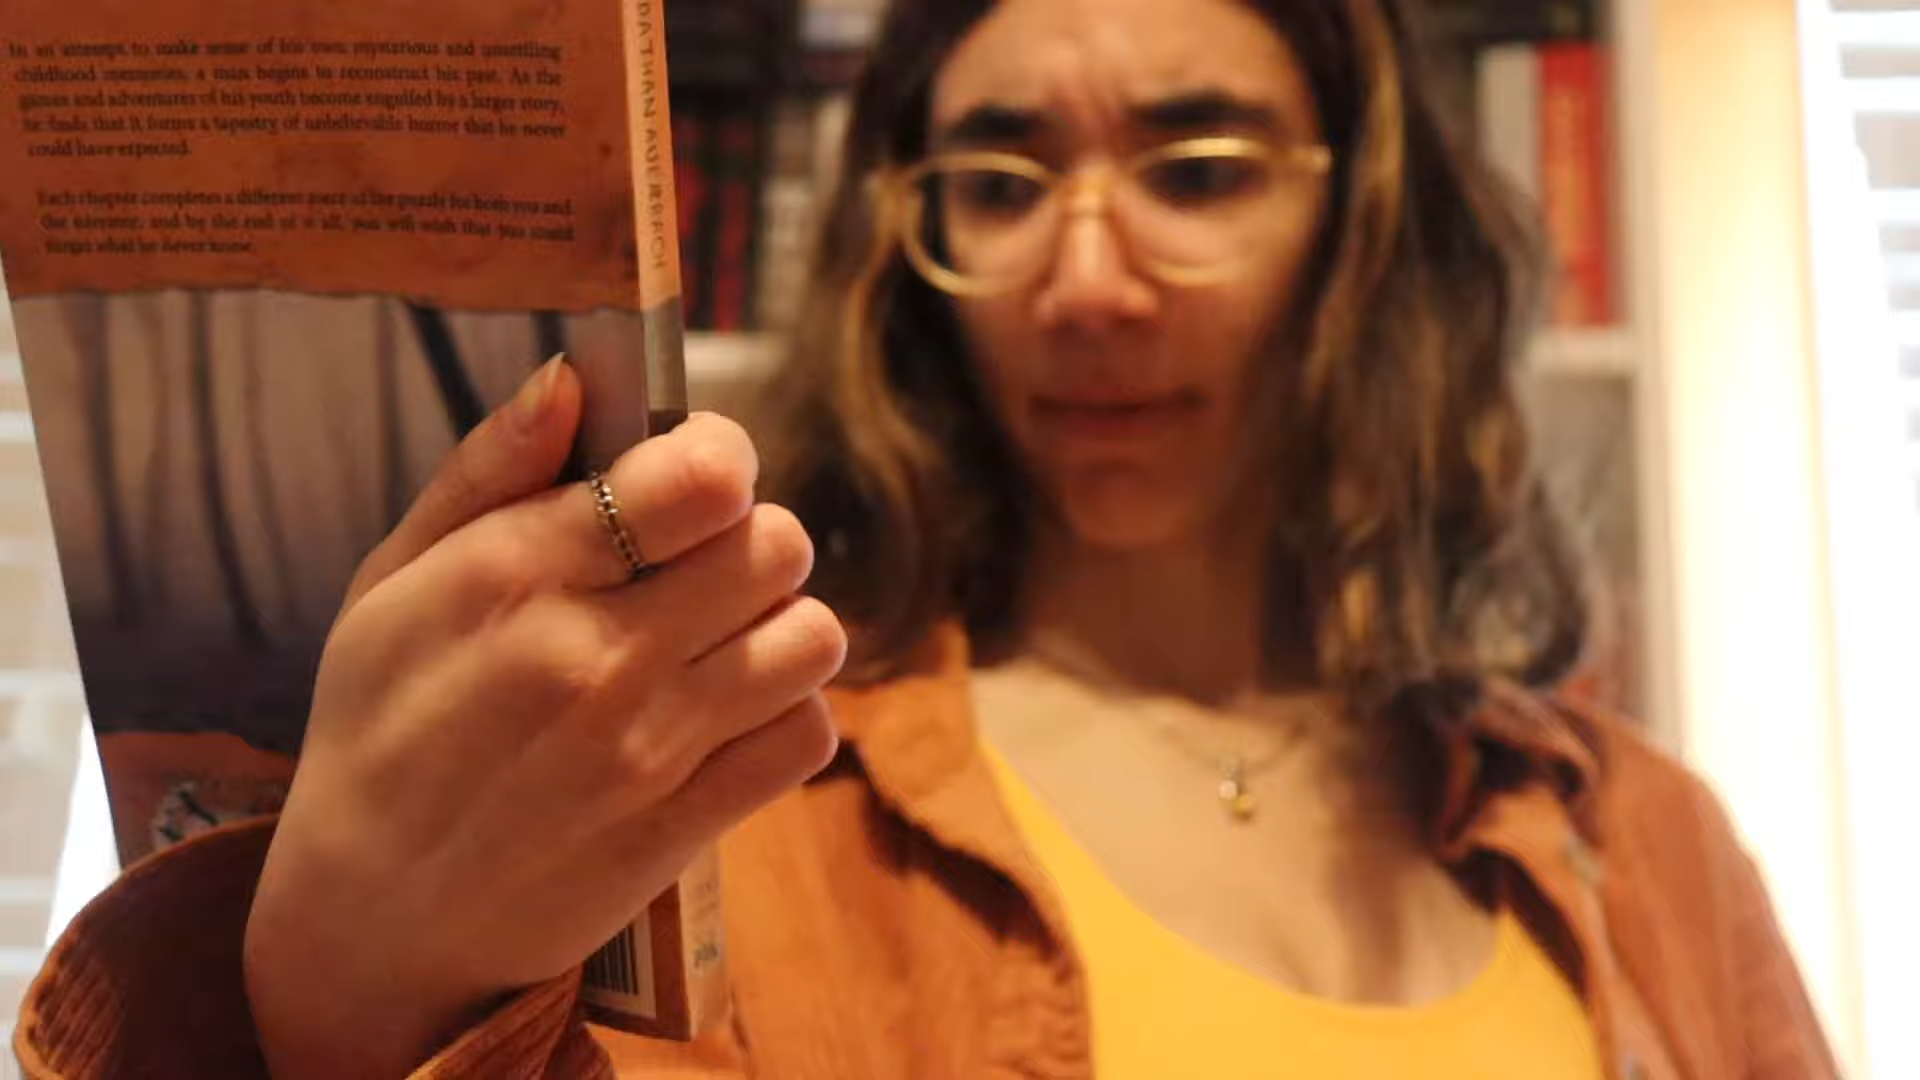 In an attempt to make sense of his own mysterious and unsettling
childhood memories, a man begins to reconstruct his past. As the
games and adventures of his youth become engulfed by a larger story,
he finds that it forms a tapestry of unbelievable horror that he never
could have expected.
Each chapter completes a different piece of the puzzle for both you and
the narrator, and by the end of it all, you will wish that you could
forget what he never knew.
DATHAN AUERBACH